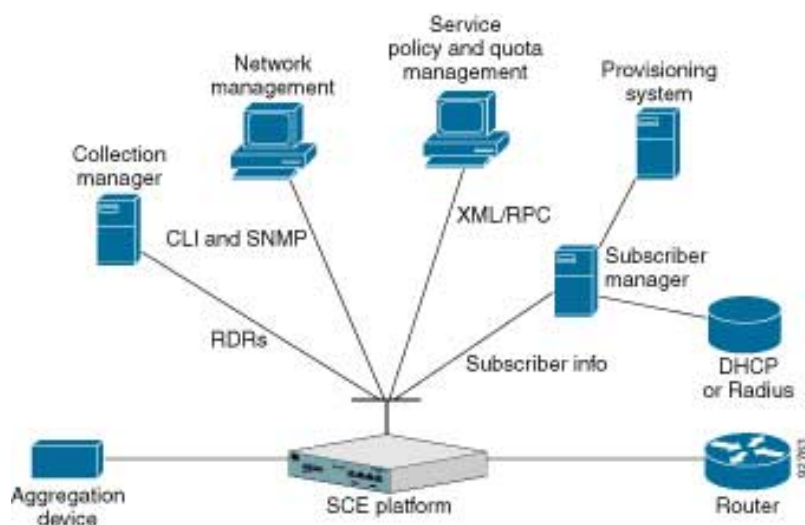 Service
policy and quota
management
Network
management
Provisioning
system
Collection
manager
CLI and SNMP
XML/RPC
Subscriber
manager
RDRs
Subscriber info
DHCP
or Radius
Aggregation
device
SCE platform
Router